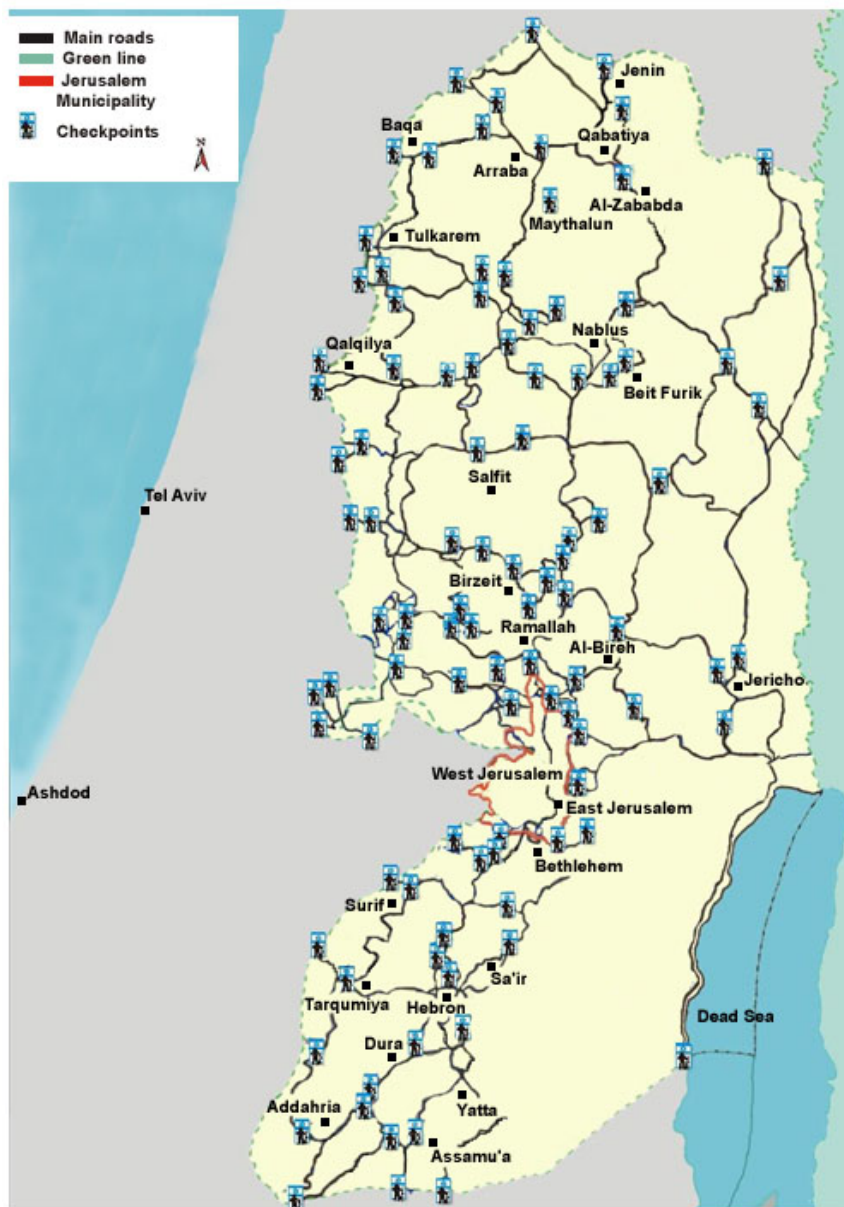 Main roads
Green line
Jerusalem
Municipality
Checkpoints
N
Jenin
Baqa
Qabatiya
Arraba
Al-Zababda
Maythalun
Tulkarem
Nablus
Qalqilya
Beit Furik
Salfit
Tel Aviv
Birzeit
Ramallah
Al-Bireh
Jericho
West Jerusalem
Ashdod
East Jerusalem
Bethlehem
Surif
Sa'ir
Tarqumiya
Hebron
Dead Sea
Dura
Yatta
Addahria
Assamu'a